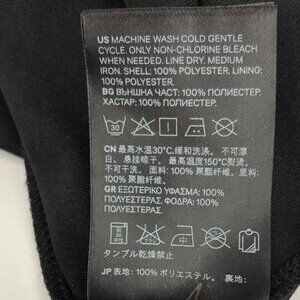 US MACHINE WASH COLD GENTLE
CYCLE. ONLY NON-CHLORINE BLEACH
WHEN NEEDED. LINE DRY. MEDIUM
IRON. SHELL: 100% POLYESTER. LINING:
100% POLYESTER.
BG ВЪНШНА ЧАСТ: 100% ПОЛИЕСТЕР.
ХАСТАР: 100% ПОЛИЕСТЕР.
30
CN 最高水温30℃,缓和洗涤. 不可漂
白. 悬挂晾干. 最高温度150℃熨烫.
不可干洗. 面料: 100% 聚酯纤维. 里料:
100% 聚酯纤维.
GR ΕΞΩΤΕΡΙΚΟ ΥΦΑΣΜΑ: 100%
ΠΟΛΥΕΣΤΕΡΑΣ. ΦΟΔΡΑ: 100%
ΠΟΛΥΕΣΤΕΡΑΣ.
タンブル乾燥禁止
JP 表地: 100% ポリエステル. 裏地: